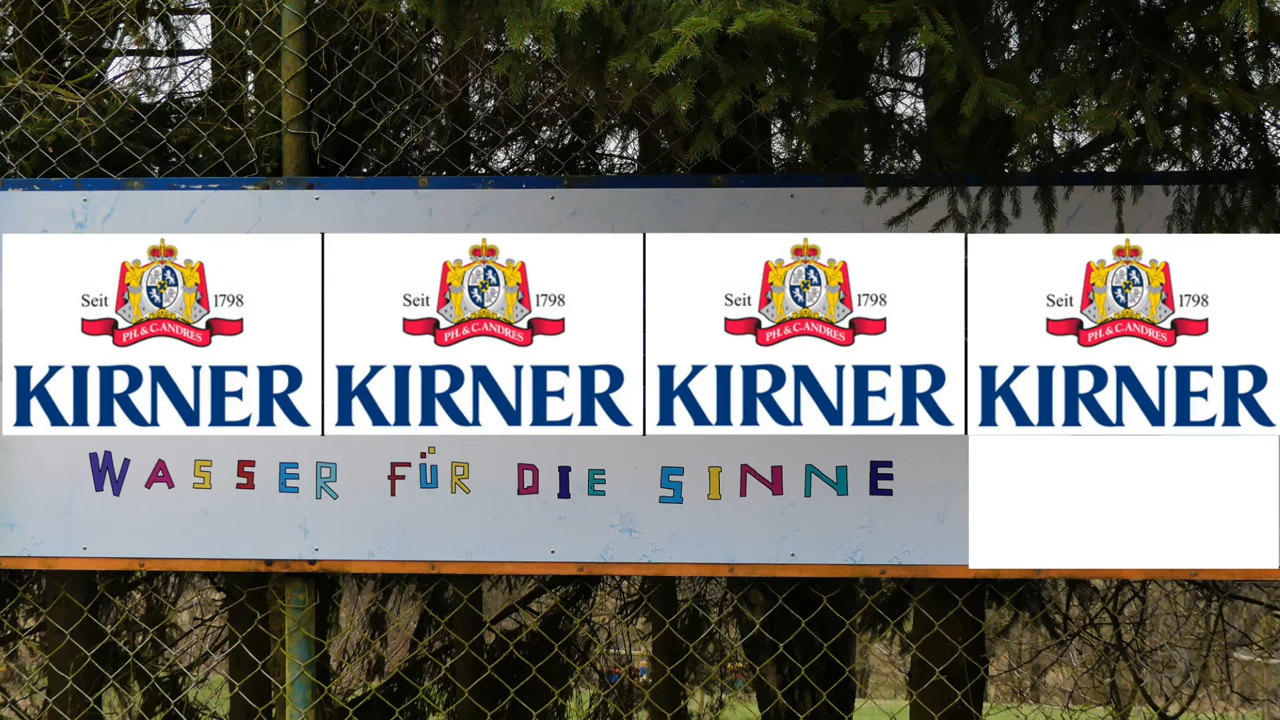 Seit 1798 Seit 1798 Seit 1798 Seit 1798
PH. & C. ANDRES PH. & C. ANDRES PH. & C. ANDRES PH. & C. ANDRES
KIRNER KIRNER KIRNER KIRNER
WASSER FÜR DIE SINNE